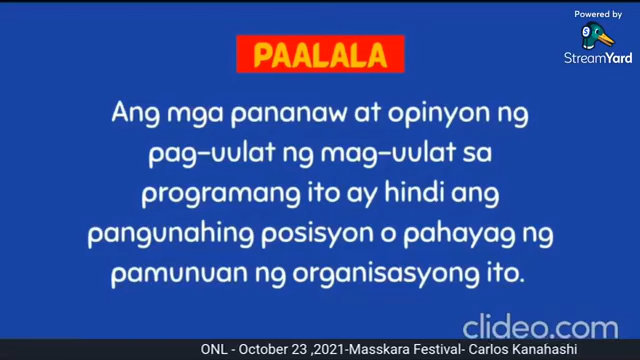 Powered by
StreamYard
PAALALA
Ang mga pananaw at opinyon ng
pag-uulat ng mag-uulat sa
programang ito ay hindi ang
pangunahing posisyon o pahayag ng
pamunuan ng organisasyong ito.
clideo.com
ONL - October 23 ,2021-Masskara Festival- Carlos Kanahashi